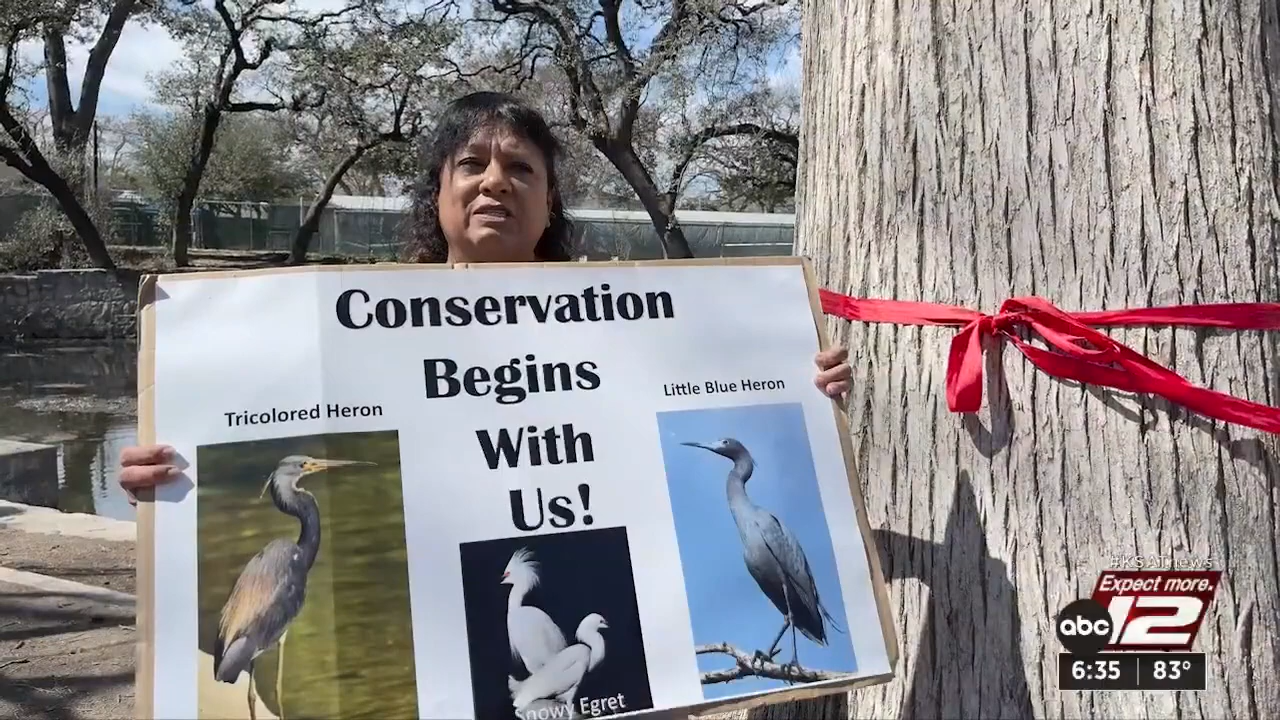 Conservation
Begins
With
Us!
Tricolored Heron
Little Blue Heron
Snowy Egret
#KSATnews
Expect more.
abc 12
6:35 83°